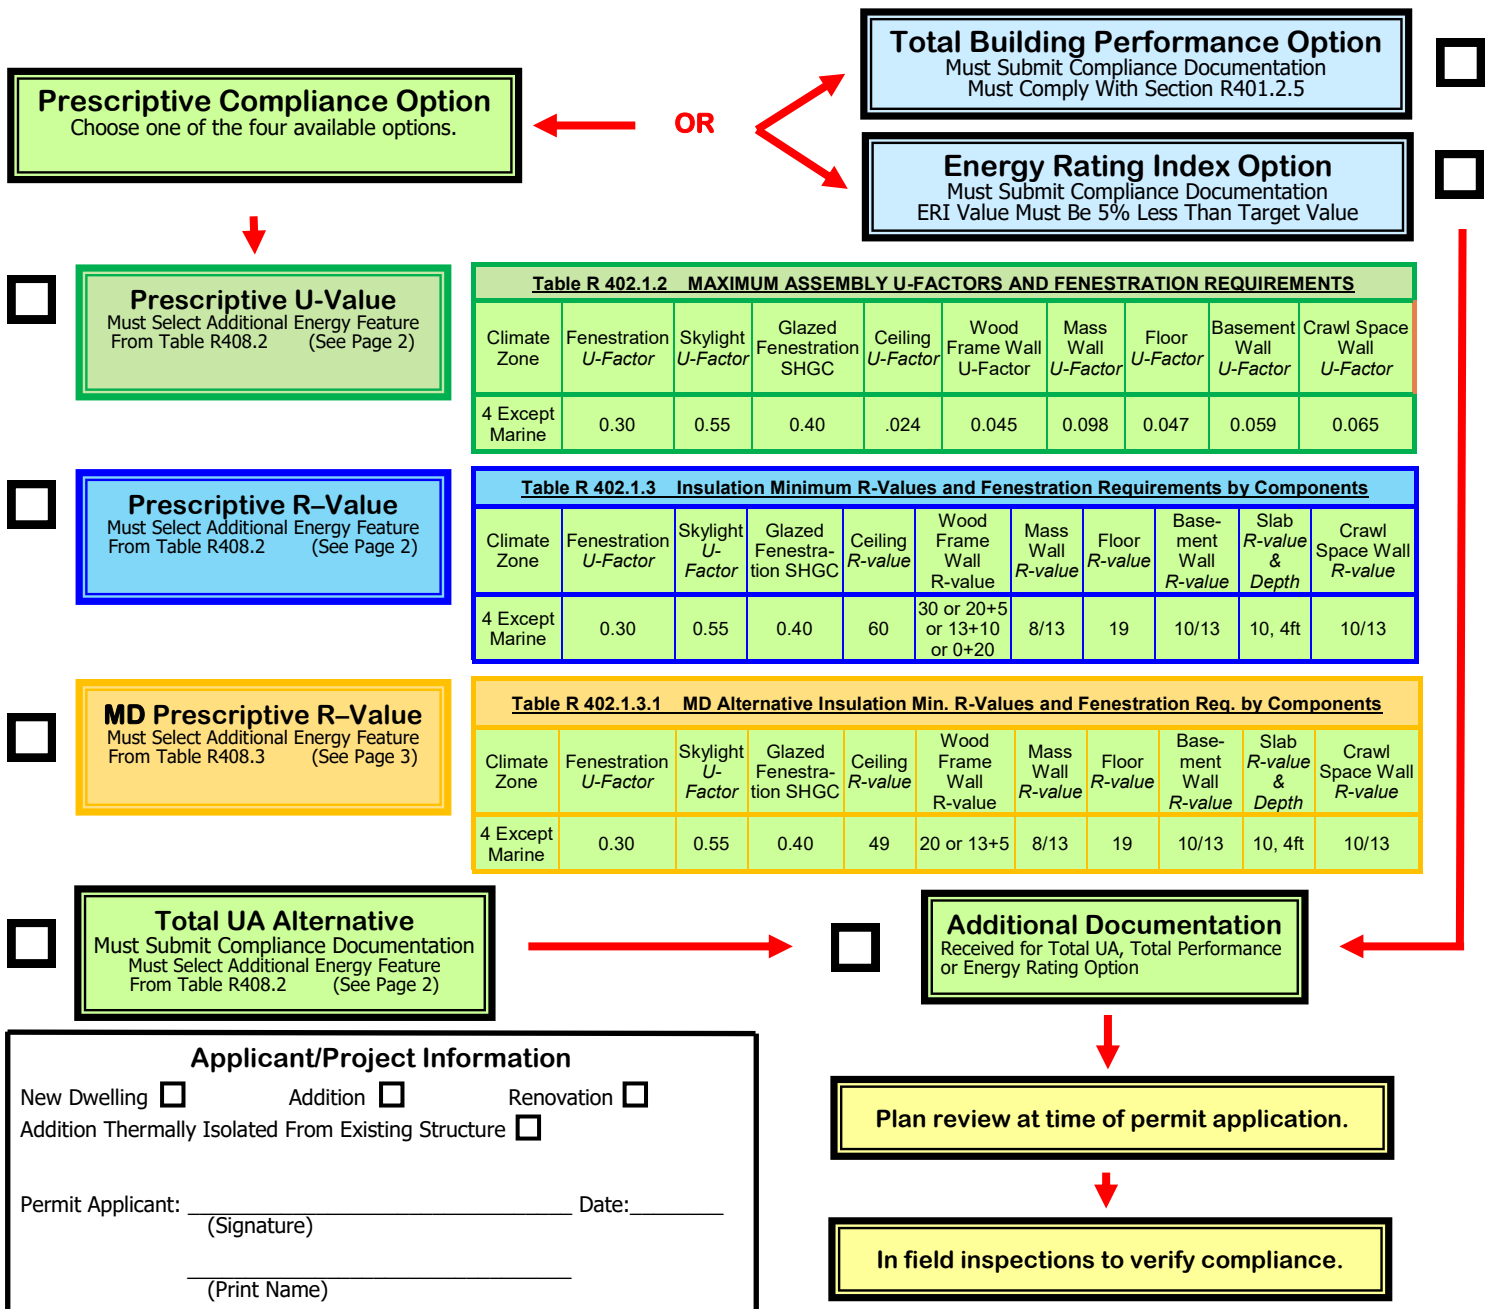 Total Building Performance Option
Must Submit Compliance Documentation
Must Comply With Section R401.2.5
Prescriptive Compliance Option
Choose one of the four available options.
OR
Energy Rating Index Option
Must Submit Compliance Documentation
ERI Value Must Be 5% Less Than Target Value
Prescriptive U-Value
Must Select Additional Energy Feature
From Table R408.2 (See Page 2)
Table R 402.1.2 MAXIMUM ASSEMBLY U-FACTORS AND FENESTRATION REQUIREMENTS
Climate Zone | Fenestration U-Factor | Skylight U-Factor | Glazed Fenestration SHGC | Ceiling U-Factor | Wood Frame Wall U-Factor | Mass Wall U-Factor | Floor U-Factor | Basement Wall U-Factor | Crawl Space Wall U-Factor
4 Except Marine | 0.30 | 0.55 | 0.40 | .024 | 0.045 | 0.098 | 0.047 | 0.059 | 0.065
Prescriptive R–Value
Must Select Additional Energy Feature
From Table R408.2 (See Page 2)
Table R 402.1.3 Insulation Minimum R-Values and Fenestration Requirements by Components
Climate Zone | Fenestration U-Factor | Skylight U-Factor | Glazed Fenestra-tion SHGC | Ceiling R-value | Wood Frame Wall R-value | Mass Wall R-value | Floor R-value | Base-ment Wall R-value | Slab R-value & Depth | Crawl Space Wall R-value
4 Except Marine | 0.30 | 0.55 | 0.40 | 60 | 30 or 20+5 or 13+10 or 0+20 | 8/13 | 19 | 10/13 | 10, 4ft | 10/13
MD Prescriptive R–Value
Must Select Additional Energy Feature
From Table R408.3 (See Page 3)
Table R 402.1.3.1 MD Alternative Insulation Min. R-Values and Fenestration Req. by Components
Climate Zone | Fenestration U-Factor | Skylight U-Factor | Glazed Fenestra-tion SHGC | Ceiling R-value | Wood Frame Wall R-value | Mass Wall R-value | Floor R-value | Base-ment Wall R-value | Slab R-value & Depth | Crawl Space Wall R-value
4 Except Marine | 0.30 | 0.55 | 0.40 | 49 | 20 or 13+5 | 8/13 | 19 | 10/13 | 10, 4ft | 10/13
Total UA Alternative
Must Submit Compliance Documentation
Must Select Additional Energy Feature
From Table R408.2 (See Page 2)
Additional Documentation
Received for Total UA, Total Performance
or Energy Rating Option
Applicant/Project Information
New Dwelling Addition Renovation
Addition Thermally Isolated From Existing Structure
Permit Applicant: ______ Date:______
(Signature)
______
(Print Name)
Plan review at time of permit application.
In field inspections to verify compliance.